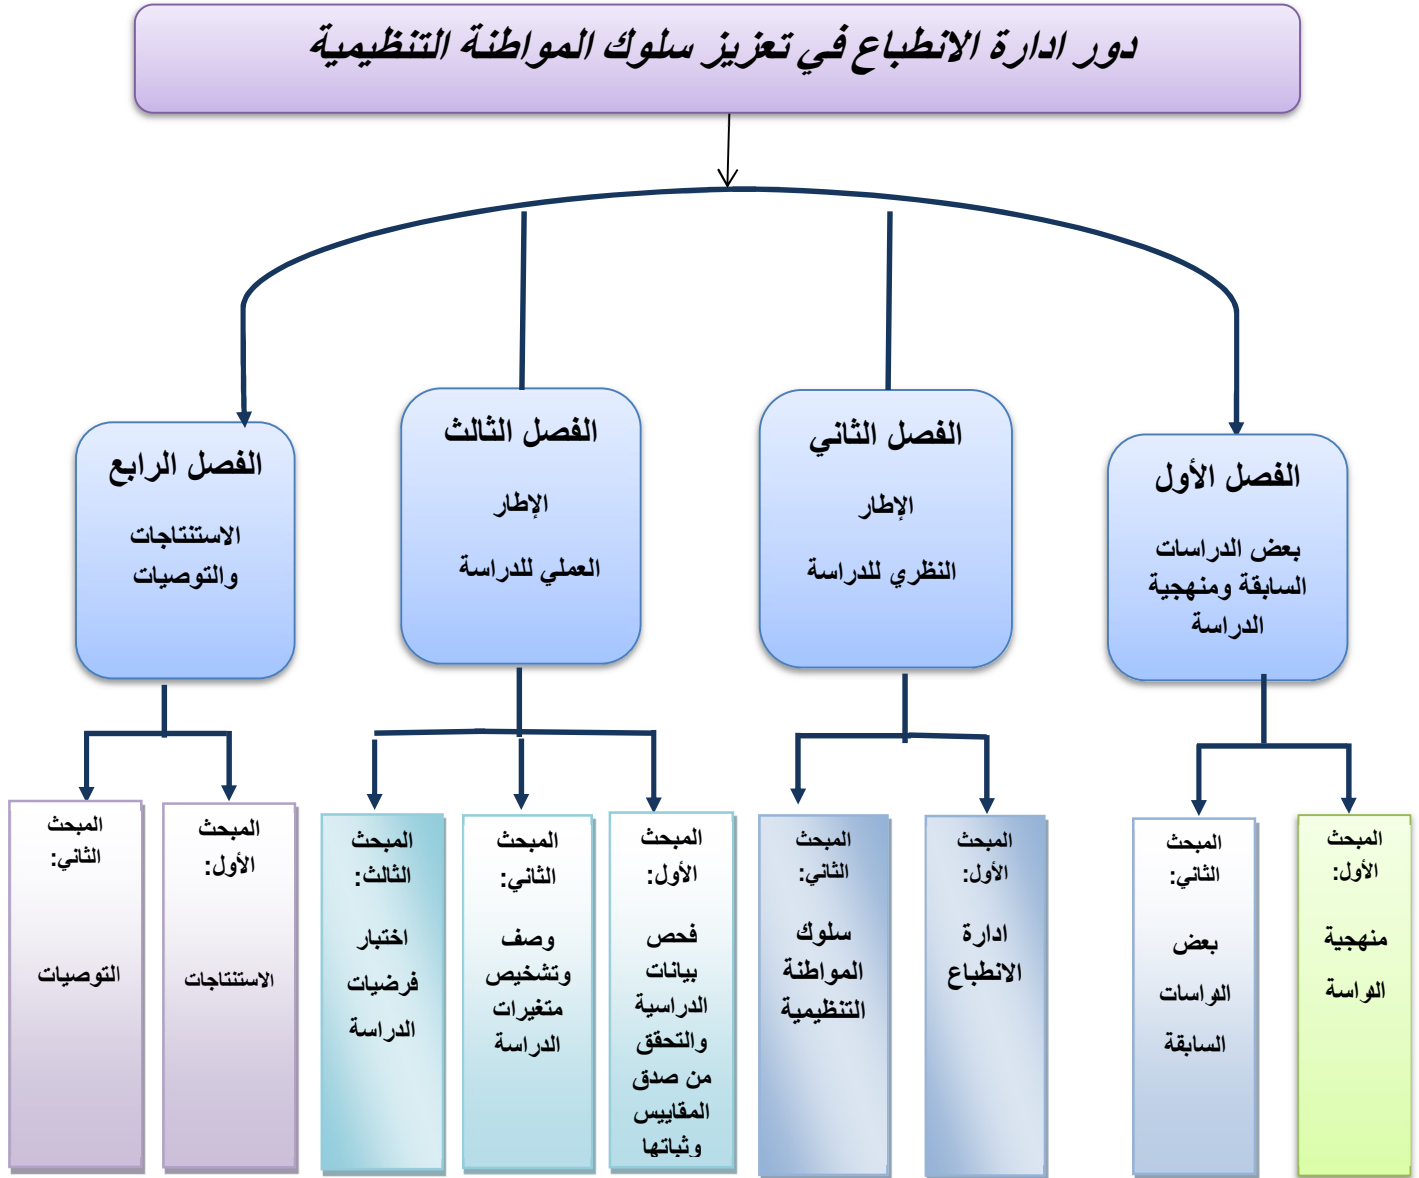 دور ادارة الانطباع في تعزيز سلوك المواطنة التنظيمية
الفصل الأول
بعض الدراسات
السابقة ومنهجية
الدراسة
الفصل الثاني
الإطار
النظري للدراسة
الفصل الثالث
الإطار
العملي للدراسة
الفصل الرابع
الاستنتاجات
والتوصيات
المبحث
الأول:
منهجية
الواسة
المبحث
الثاني:
بعض
الواسات
السابقة
المبحث
الأول:
ادارة
الانطباع
المبحث
الثاني:
سلوك
المواطنة
التنظيمية
المبحث
الأول:
فحص
بيانات
الدراسية
والتحقق
من صدق
المقاييس
وثباتها
المبحث
الثاني:
وصف
وتشخيص
متغيرات
الدراسة
المبحث
الثالث:
اختبار
فرضيات
الدراسة
المبحث
الأول:
الاستنتاجات
المبحث
الثاني:
التوصيات